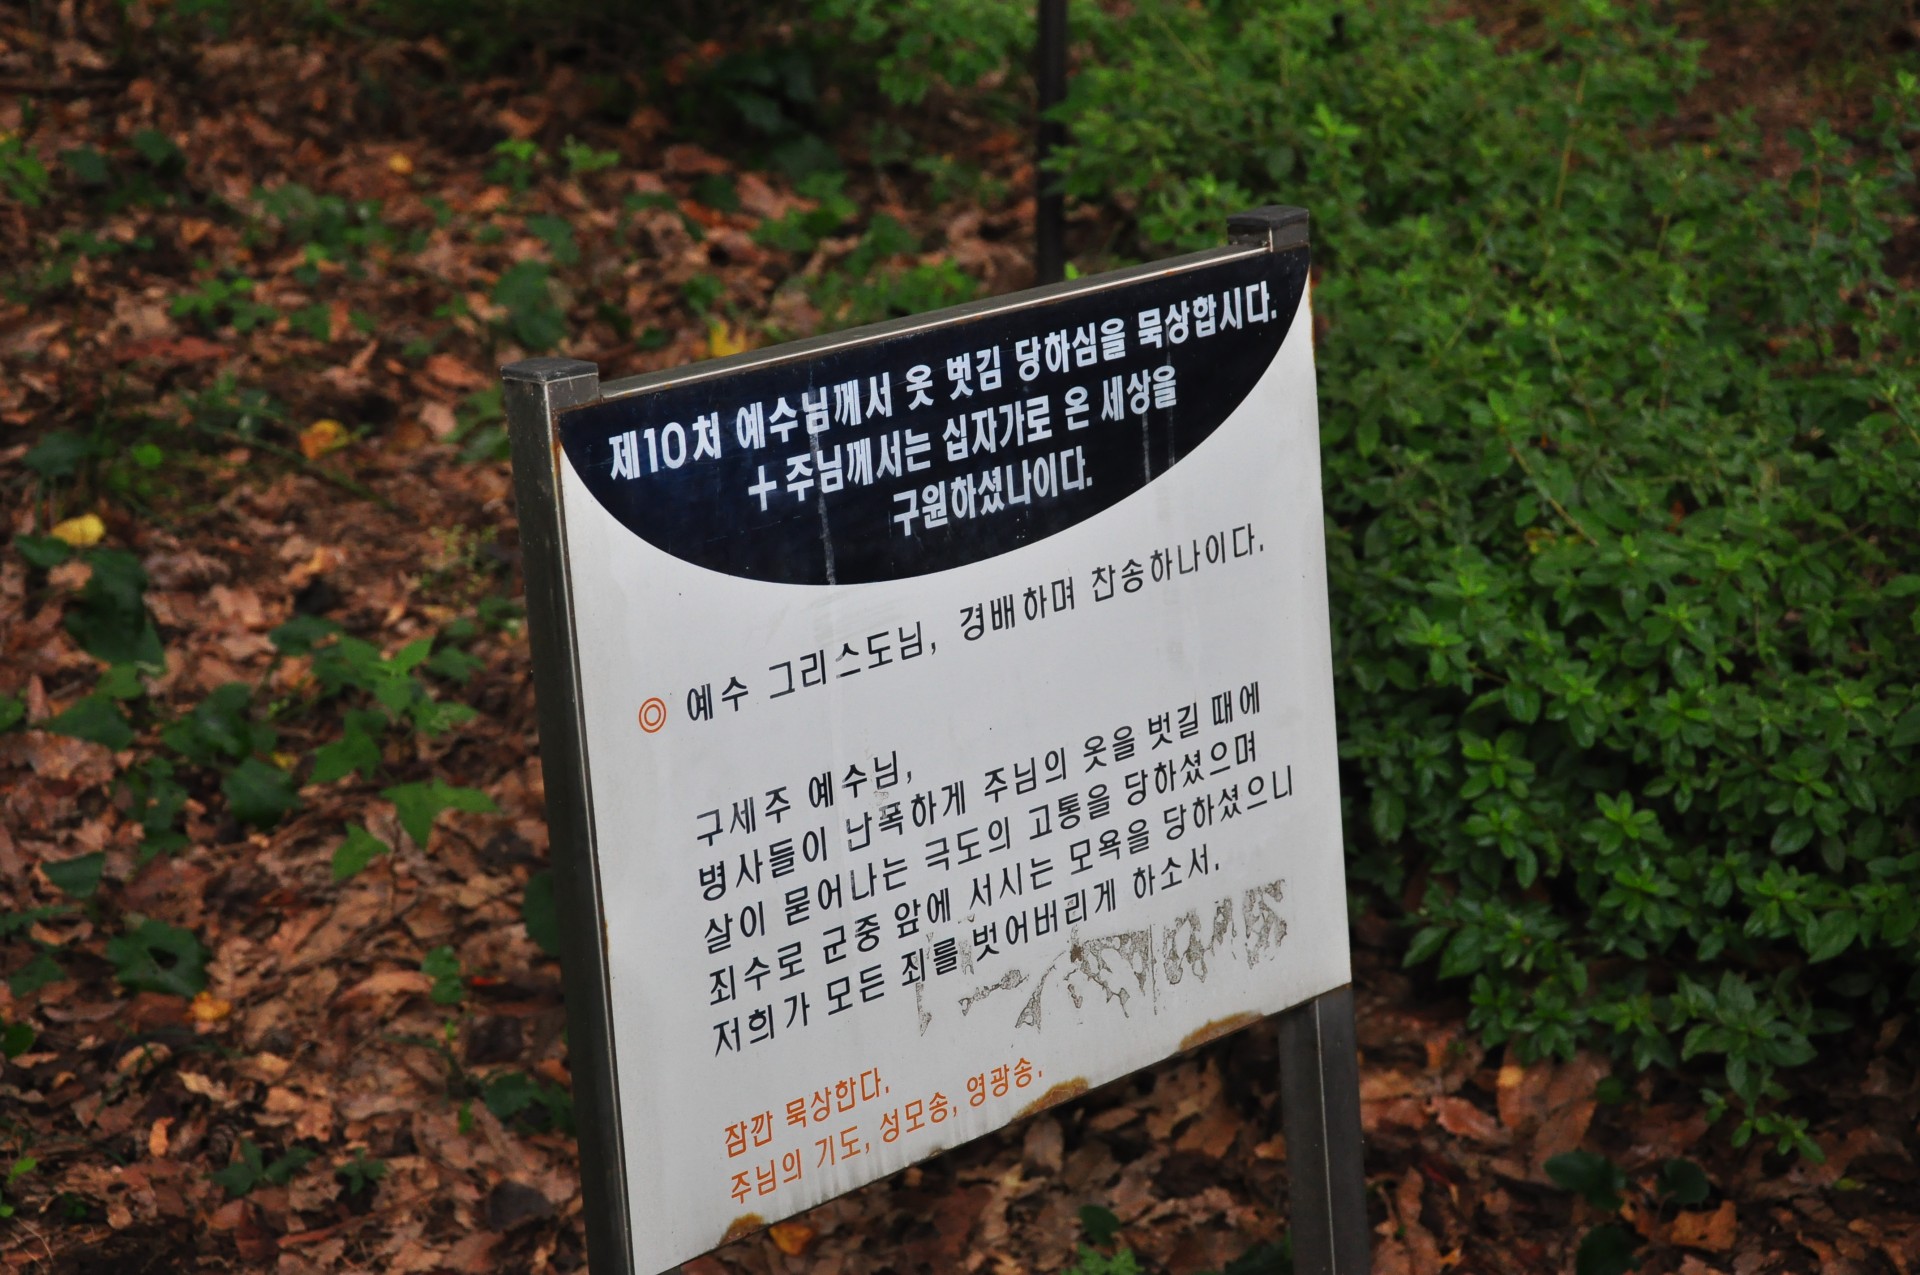 제10처 예수님께서 옷 벗김 당하심을 묵상합시다.
+ 주님께서는 십자가로 온 세상을
구원하셨나이다.
◎ 예수 그리스도님, 경배하며 찬송하나이다.
구세주 예수님,
병사들이 난폭하게 주님의 옷을 벗길 때에
살이 묻어나는 극도의 고통을 당하셨으며
죄수로 군중 앞에 서시는 모욕을 당하셨으니
저희가 모든 죄를 벗어버리게 하소서.
잠깐 묵상한다.
주님의 기도, 성모송, 영광송.